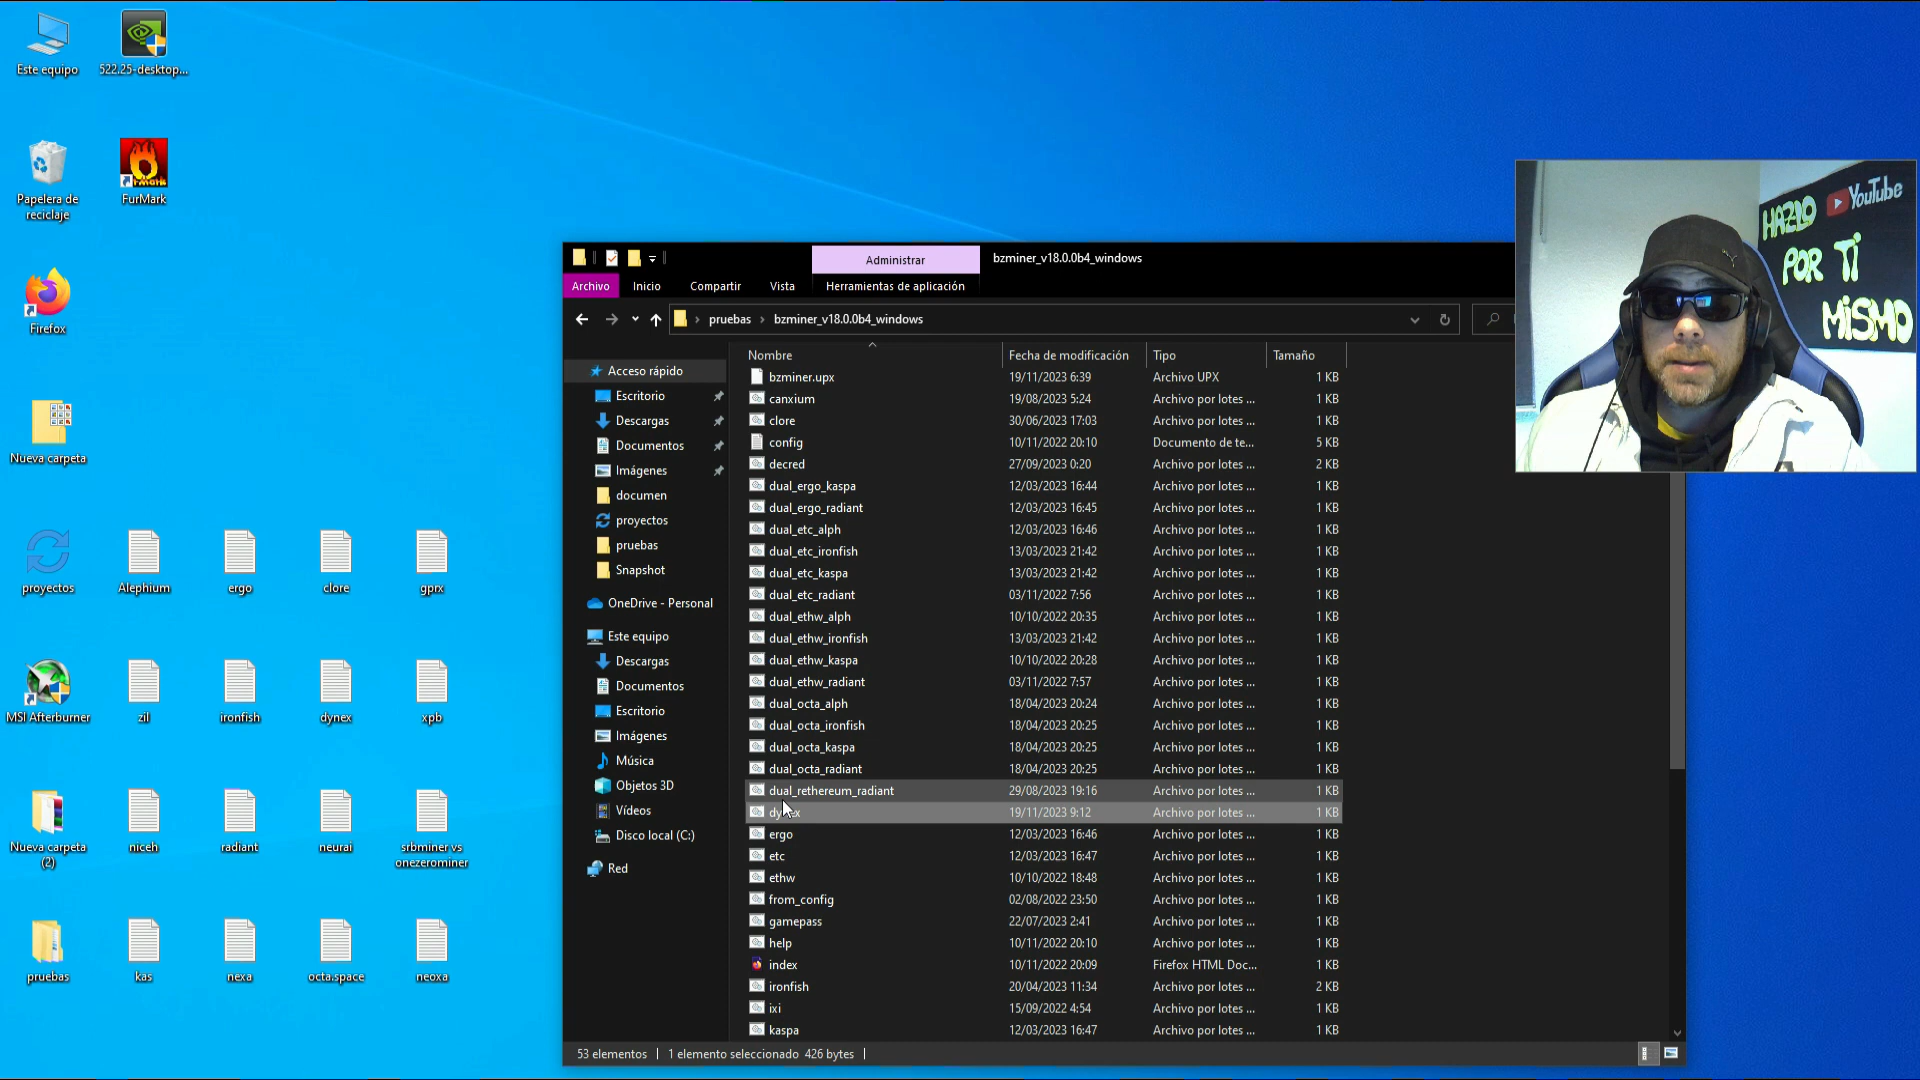 Este equipo
522.25-desktop...
Papelera de
reciclaje
FurMark
Firefox
Nueva carpeta
proyectos
Alephium
ergo
clore
gprx
MSI Afterburner
zil
ironfish
dynex
xpb
Nueva carpeta
(2)
niceh
radiant
neurai
srbminer vs
onezerominer
pruebas
kas
nexa
octa.space
neoxa
Administrar
bzminer_v18.0.0b4_windows
Archivo
Inicio
Compartir
Vista
Herramientas de aplicación
pruebas > bzminer_v18.0.0b4_windows
Acceso rápido
Escritorio
Descargas
Documentos
Imágenes
documen
proyectos
pruebas
Snapshot
OneDrive - Personal
Este equipo
Descargas
Documentos
Escritorio
Imágenes
Música
Objetos 3D
Vídeos
Disco local (C:)
Red
Nombre Fecha de modificación Tipo Tamaño
bzminer.upx 19/11/2023 6:39 Archivo UPX 1 KB
canxium 19/08/2023 5:24 Archivo por lotes ... 1 KB
clore 30/06/2023 17:03 Archivo por lotes ... 1 KB
config 10/11/2022 20:10 Documento de te... 5 KB
decred 27/09/2023 0:20 Archivo por lotes ... 2 KB
dual_ergo_kaspa 12/03/2023 16:44 Archivo por lotes ... 1 KB
dual_ergo_radiant 12/03/2023 16:45 Archivo por lotes ... 1 KB
dual_etc_alph 12/03/2023 16:46 Archivo por lotes ... 1 KB
dual_etc_ironfish 13/03/2023 21:42 Archivo por lotes ... 1 KB
dual_etc_kaspa 13/03/2023 21:42 Archivo por lotes ... 1 KB
dual_etc_radiant 03/11/2022 7:56 Archivo por lotes ... 1 KB
dual_ethw_alph 10/10/2022 20:35 Archivo por lotes ... 1 KB
dual_ethw_ironfish 13/03/2023 21:42 Archivo por lotes ... 1 KB
dual_ethw_kaspa 10/10/2022 20:28 Archivo por lotes ... 1 KB
dual_ethw_radiant 03/11/2022 7:57 Archivo por lotes ... 1 KB
dual_octa_alph 18/04/2023 20:24 Archivo por lotes ... 1 KB
dual_octa_ironfish 18/04/2023 20:25 Archivo por lotes ... 1 KB
dual_octa_kaspa 18/04/2023 20:25 Archivo por lotes ... 1 KB
dual_octa_radiant 18/04/2023 20:25 Archivo por lotes ... 1 KB
dual_rethereum_radiant 29/08/2023 19:16 Archivo por lotes ... 1 KB
dynex 19/11/2023 9:12 Archivo por lotes ... 1 KB
ergo 12/03/2023 16:46 Archivo por lotes ... 1 KB
etc 12/03/2023 16:47 Archivo por lotes ... 1 KB
ethw 10/10/2022 18:48 Archivo por lotes ... 1 KB
from_config 02/08/2022 23:50 Archivo por lotes ... 1 KB
gamepass 22/07/2023 2:41 Archivo por lotes ... 1 KB
help 10/11/2022 20:10 Archivo por lotes ... 1 KB
index 10/11/2022 20:09 Firefox HTML Doc... 1 KB
ironfish 20/04/2023 11:34 Archivo por lotes ... 2 KB
ixi 15/09/2022 4:54 Archivo por lotes ... 1 KB
kaspa 12/03/2023 16:47 Archivo por lotes ... 1 KB
53 elementos
1 elemento seleccionado 426 bytes
YouTube
HAZLO
POR TI
MISMO